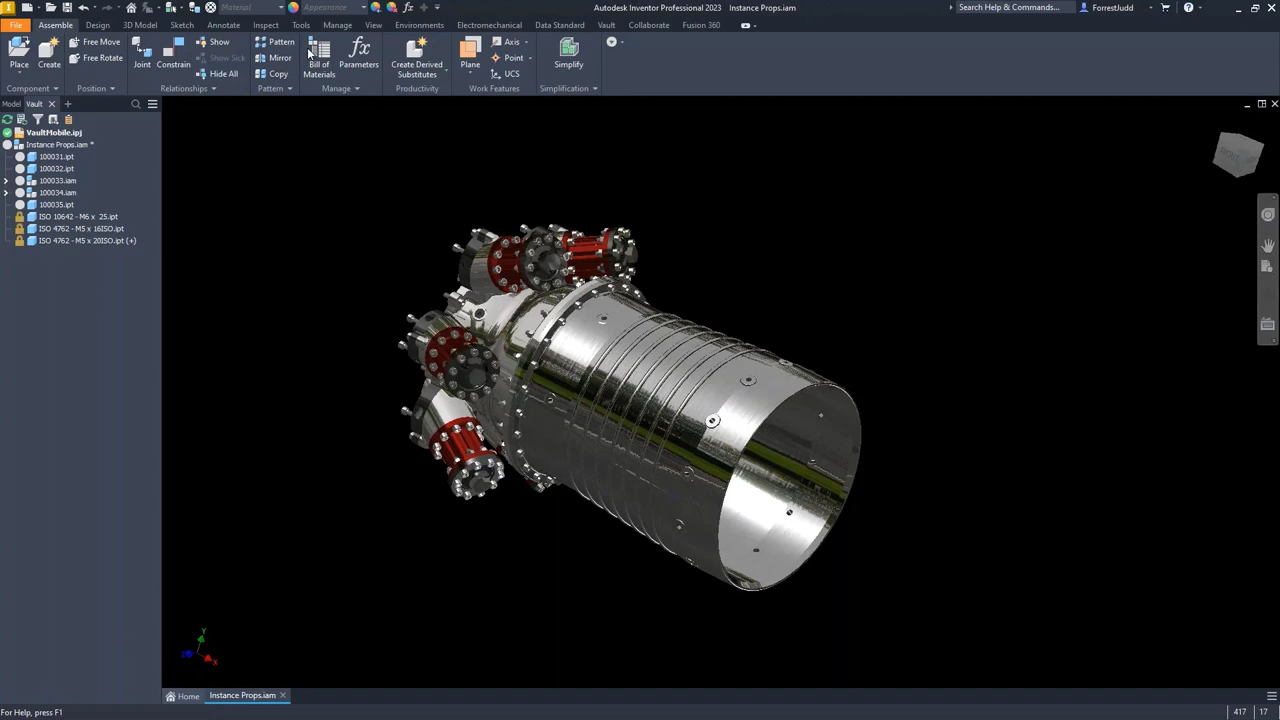 Material
Appearance
Autodesk Inventor Professional 2023 Instance Props.iam
Search Help & Commands...
ForrestJudd
File Assemble Design 3D Model Sketch Annotate Inspect Tools Manage View Environments Electromechanical Data Standard Vault Collaborate Fusion 360
Place
Create
Free Move
Free Rotate
Joint
Constrain
Show
Show Sick
Hide All
Pattern
Mirror
Copy
Bill of
Materials
Parameters
Create Derived
Substitutes
Plane
Axis
Point
UCS
Simplify
Component Position Relationships Pattern Manage Productivity Work Features Simplification
Model Vault
VaultMobile.ipj
Instance Props.iam *
100031.ipt
100032.ipt
100033.iam
100034.iam
100035.ipt
ISO 10642 - M6 x 25.ipt
ISO 4762 - M5 x 16ISO.ipt
ISO 4762 - M5 x 20ISO.ipt (+)
FRONT
Y
Z
X
Home
Instance Props.iam
For Help, press F1
417 17